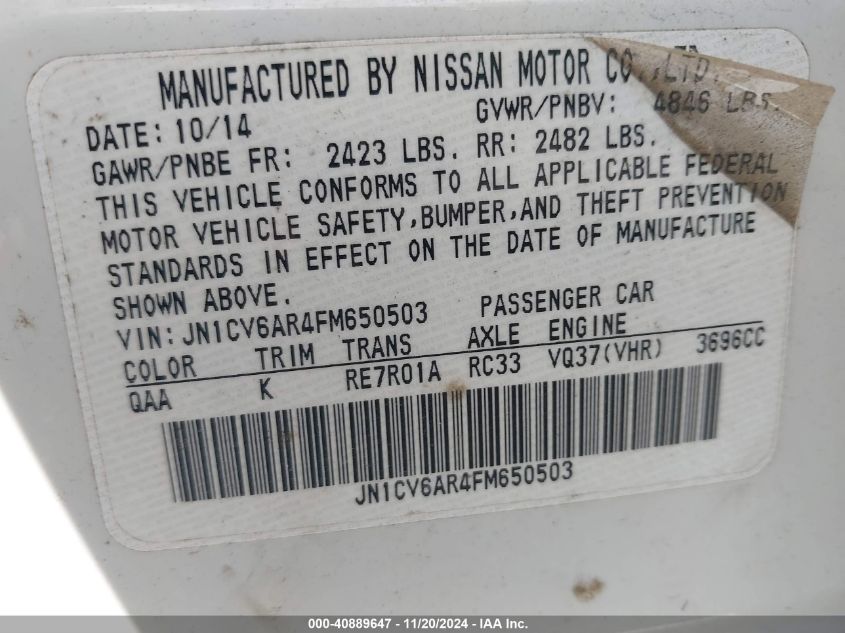 MANUFACTURED BY NISSAN MOTOR CO.,LTD.
DATE: 10/14 GVWR/PNBV: 4846 LBS.
GAWR/PNBE FR: 2423 LBS. RR: 2482 LBS.
THIS VEHICLE CONFORMS TO ALL APPLICABLE FEDERAL
MOTOR VEHICLE SAFETY,BUMPER,AND THEFT PREVENTION
STANDARDS IN EFFECT ON THE DATE OF MANUFACTURE
SHOWN ABOVE.
VIN:JN1CV6AR4FM650503 PASSENGER CAR
COLOR TRIM TRANS AXLE ENGINE
QAA K RE7R01A RC33 VQ37(VHR) 3696CC
JN1CV6AR4FM650503
000-40889647 - 11/20/2024 - IAA Inc.